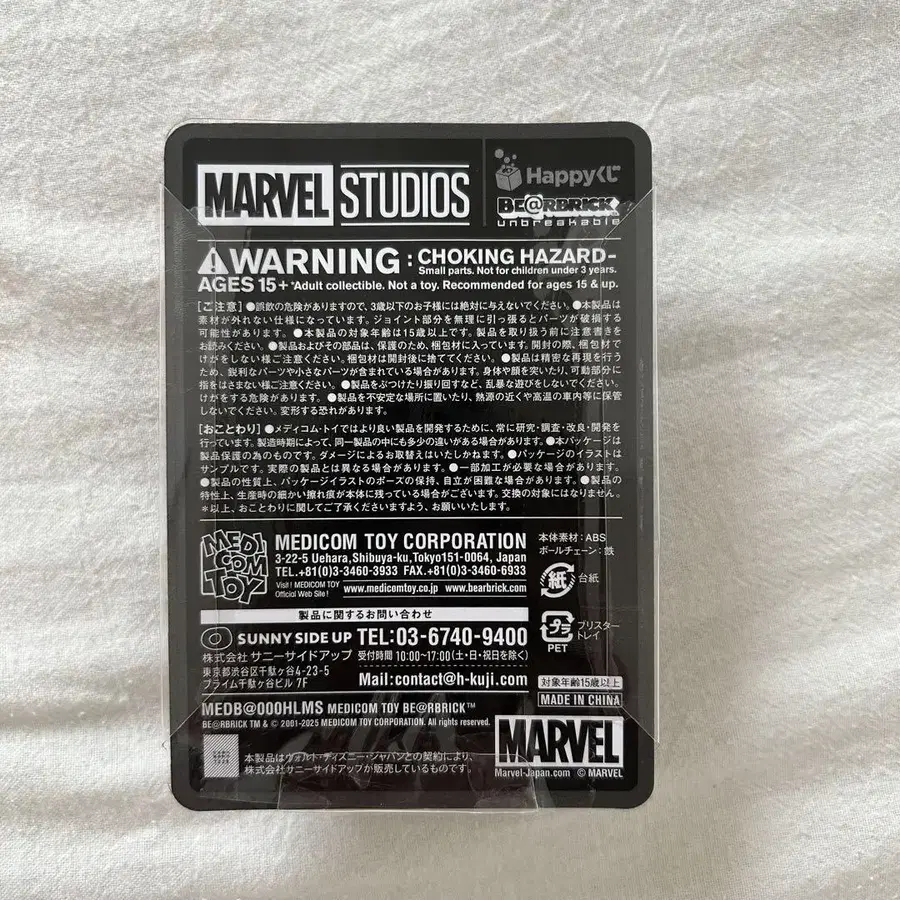 MARVEL STUDIOS
Happyくじ
BE@RBRICK
unbreakable
WARNING : CHOKING HAZARD-
Small parts. Not for children under 3 years.
AGES 15+ *Adult collectible. Not a toy. Recommended for ages 15 & up.
[ご注意] ●誤飲の危険がありますので、3歳以下のお子様には絶対に与えないでください。●本製品は
素材が外れない仕様になっています。ジョイント部分を無理に引っ張るとパーツが破損する
可能性があります。●本製品の対象年齢は15歳以上です。製品を取り扱う前に注意書きを
お読みください。●製品およびその部品は、保護のため、梱包材に入っています。開封の際、梱包材で
けがをしない様ご注意ください。梱包材は開封後に捨ててください。●製品は精密な再現を行う
ため、鋭利なパーツや小さなパーツが含まれている場合があります。身体や顔を突いたり、可動部分に
指をはさまない様ご注意ください。●製品をぶつけたり振り回すなど、乱暴な遊びをしないでください。
けがをする危険があります。●製品を不安定な場所に置いたり、熱源の近くや高温の車内等に保管
しないでください。変形する恐れがあります。
[おことわり] ●メディコム・トイではより良い製品を開発するために、常に研究・調査・改良・開発を
行っています。製造時期によって、同一製品の中にも多少の違いがある場合があります。●本パッケージは
製品保護の為のものです。ダメージによるお取替えはいたしかねます。●パッケージのイラストは
サンプルです。実際の製品とは異なる場合があります。●一部加工が必要な場合があります。
●製品の性質上、パッケージイラストのポーズの保持、自立が困難な場合があります。●製品の
特性上、生産時の細かい擦れ痕が本体に残っている場合がございます。交換の対象にはなりません。
*以上、おことわりに関してご了承くださいますよう、お願いいたします。
MEDICOM TOY
MEDICOM TOY CORPORATION
3-22-5 Uehara,Shibuya-ku,Tokyo151-0064, Japan
TEL.+81(0)3-3460-3933 FAX.+81(0)3-3460-6933
Visit ! MEDICOM TOY
Official Web Site !
www.medicomtoy.co.jp www.bearbrick.com
本体素材:ABS
ボールチェーン:鉄
紙 台紙
プラ ブリスター
トレイ
PET
製品に関するお問い合わせ
SUNNY SIDE UP TEL:03-6740-9400
株式会社 サニーサイドアップ 受付時間 10:00~17:00(土・日・祝日を除く)
東京都渋谷区千駄ヶ谷4-23-5
プライム千駄ヶ谷ビル 7F
Mail:contact@h-kuji.com
対象年齢15歳以上
MADE IN CHINA
MEDB@000HLMS MEDICOM TOY BE@RBRICK™
BE@RBRICK TM & © 2001-2025 MEDICOM TOY CORPORATION. All rights reserved.
MARVEL
Marvel-Japan.com © MARVEL
本製品はウォルト・ディズニー・ジャパンとの契約により、
株式会社サニーサイドアップが販売しているものです。